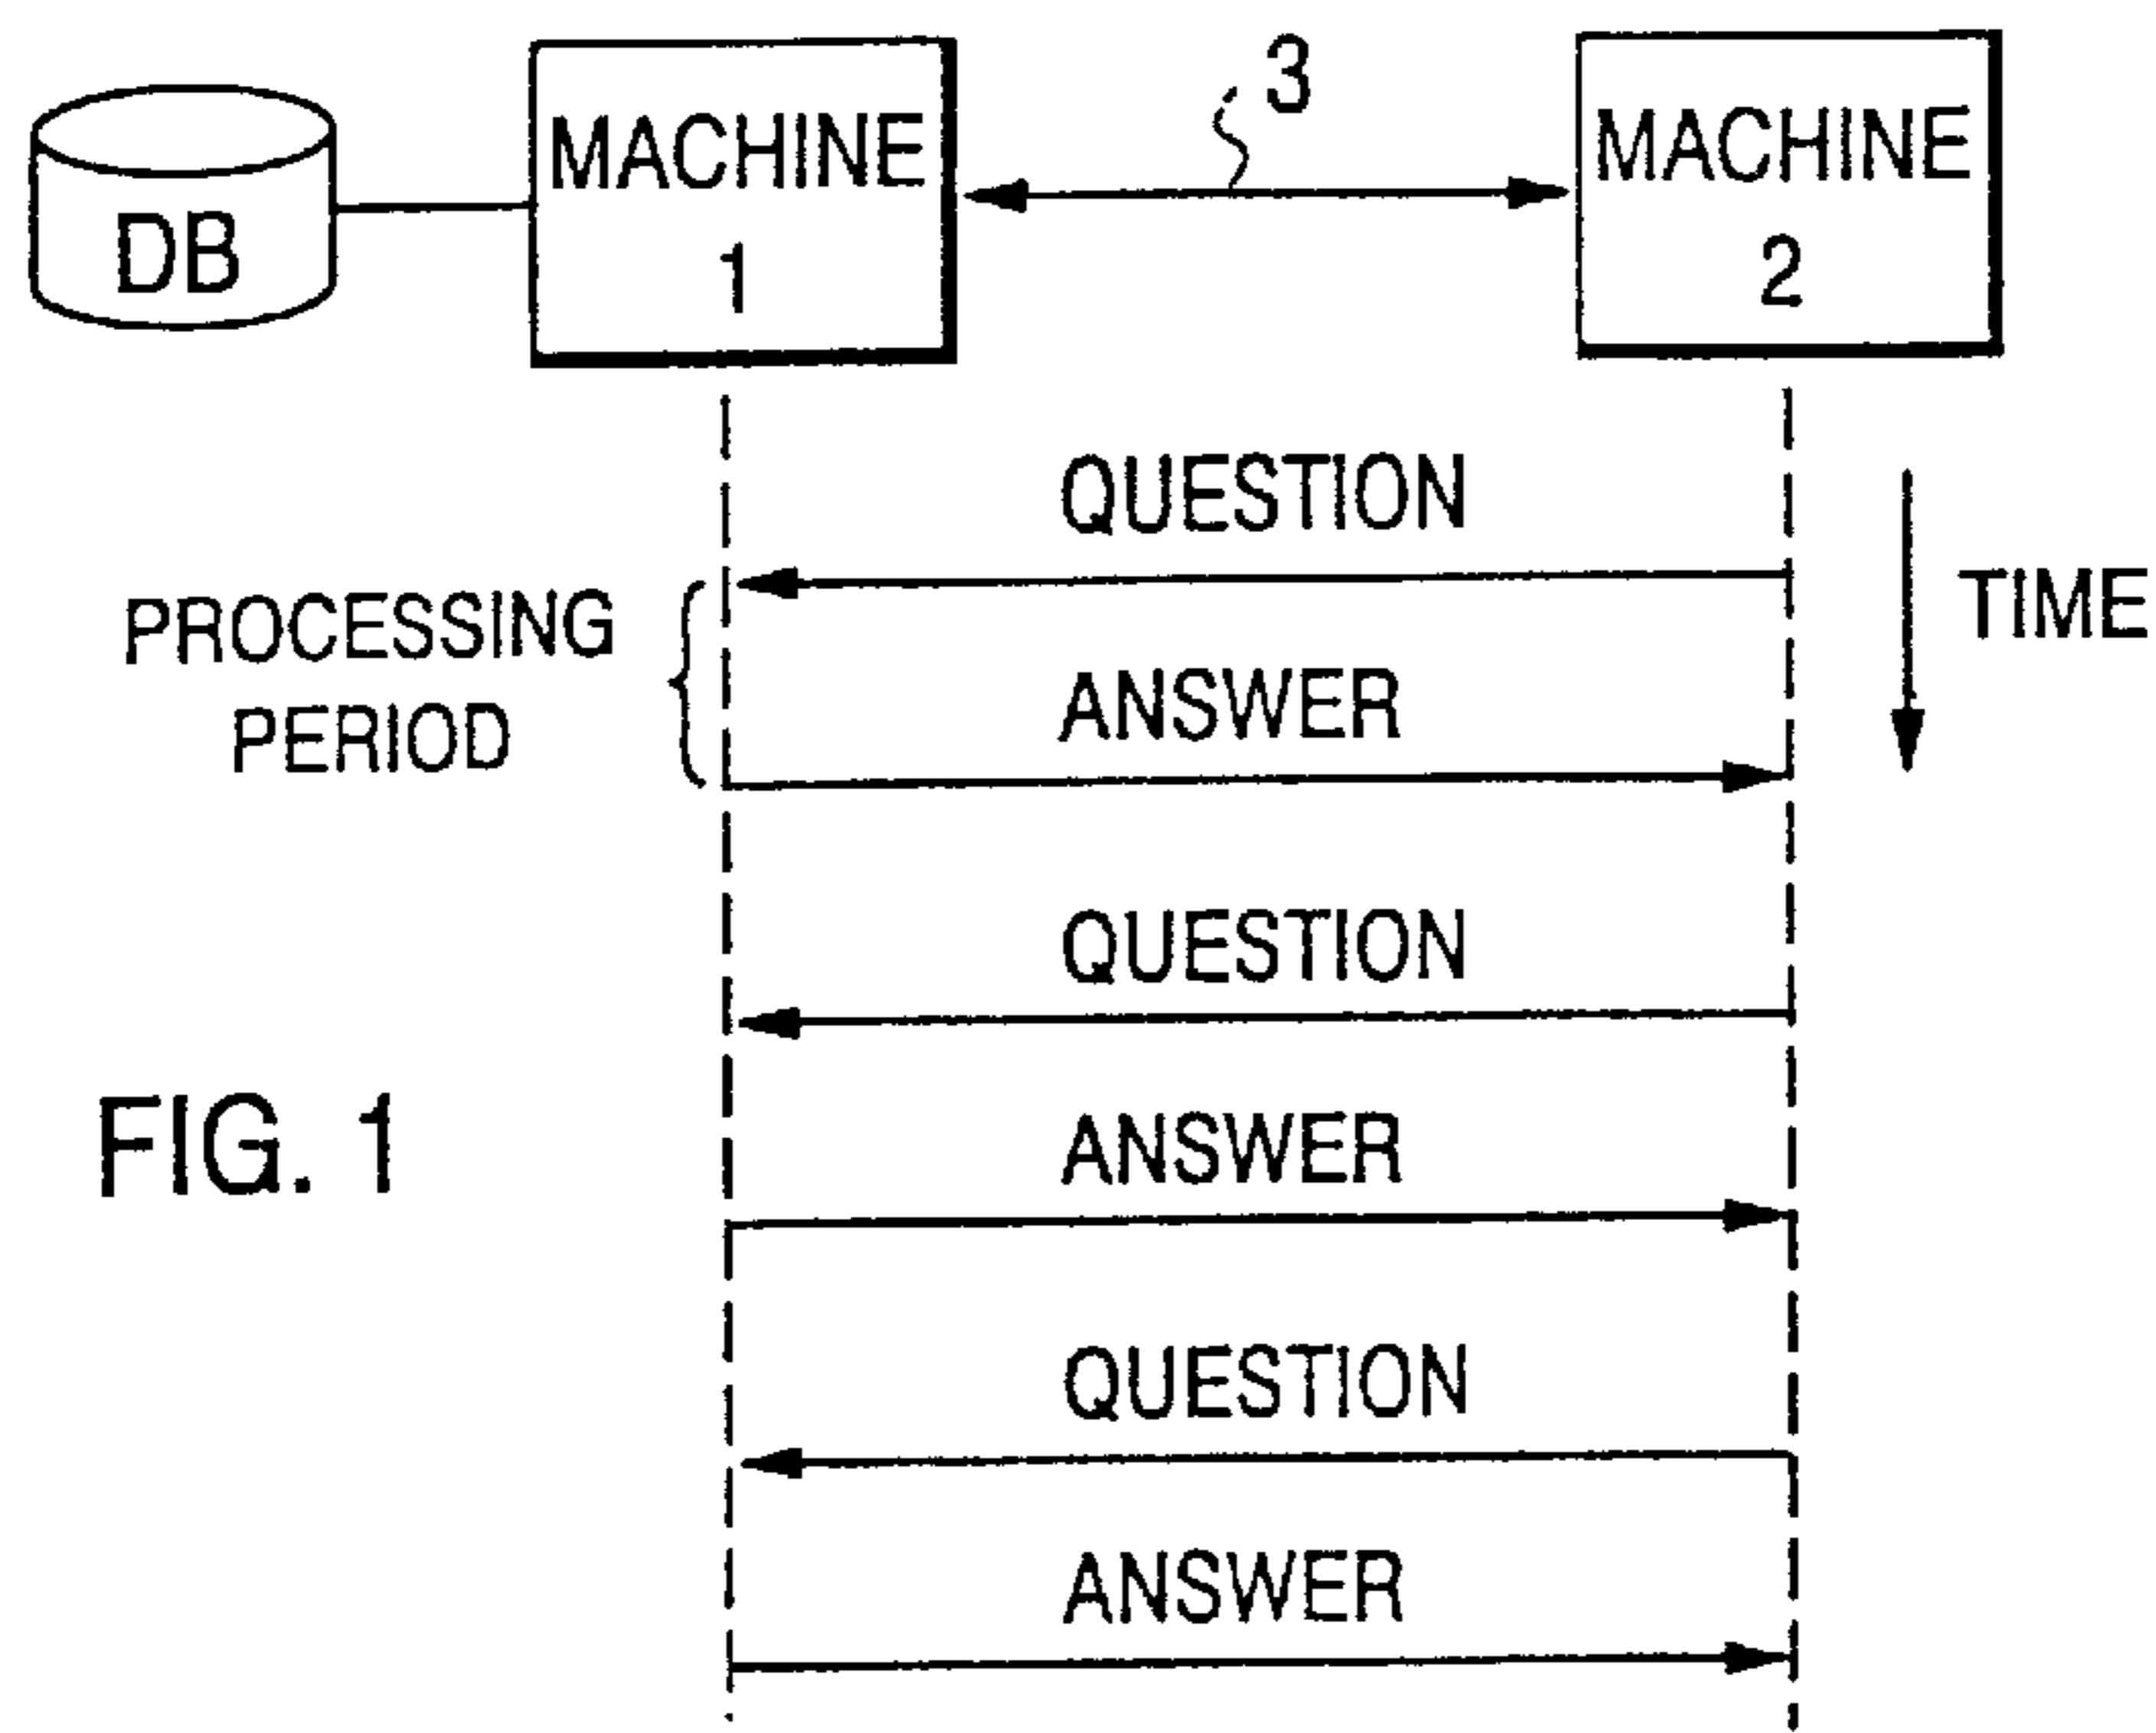 3
DB
MACHINE
1
MACHINE
2
QUESTION
TIME
PROCESSING
PERIOD
ANSWER
QUESTION
FIG. 1
ANSWER
QUESTION
ANSWER